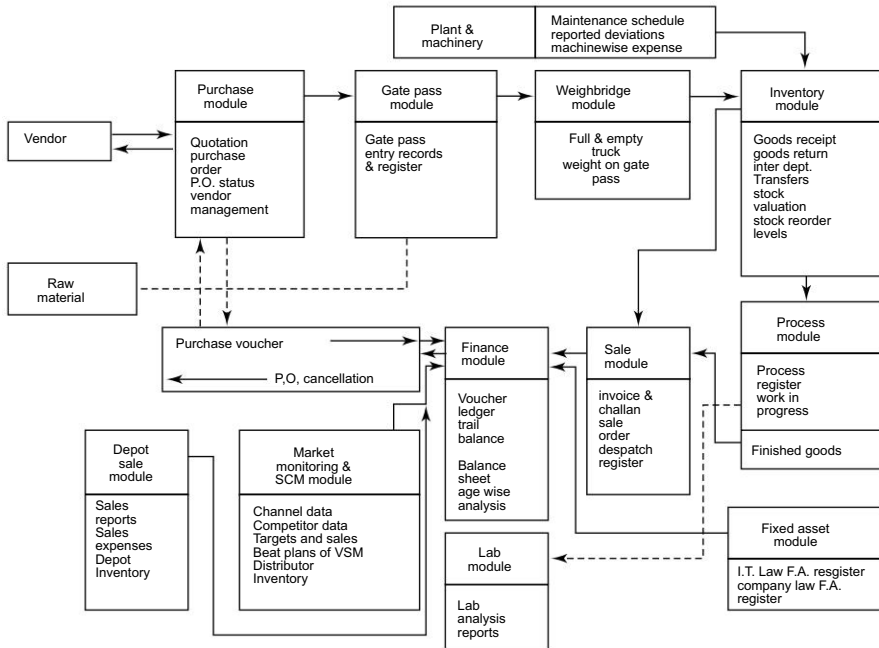 Plant &
machinery
Maintenance schedule
reported deviations
machinewise expense
Purchase
module
Gate pass
module
Weighbridge
module
Inventory
module
Vendor
Quotation
purchase
order
P.O. status
vendor
management
Gate pass
entry records
& register
Full & empty
truck
weight on gate
pass
Goods receipt
goods return
inter dept.
Transfers
stock
valuation
stock reorder
levels
Raw
material
Purchase voucher
P,O, cancellation
Finance
module
Voucher
ledger
trail
balance
Balance
sheet
age wise
analysis
Sale
module
invoice &
challan
sale
order
despatch
register
Process
module
Process
register
work in
progress
Finished goods
Depot
sale
module
Sales
reports
Sales
expenses
Depot
Inventory
Market
monitoring &
SCM module
Channel data
Competitor data
Targets and sales
Beat plans of VSM
Distributor
Inventory
Lab
module
Lab
analysis
reports
Fixed asset
module
I.T. Law F.A. resgister
company law F.A.
register